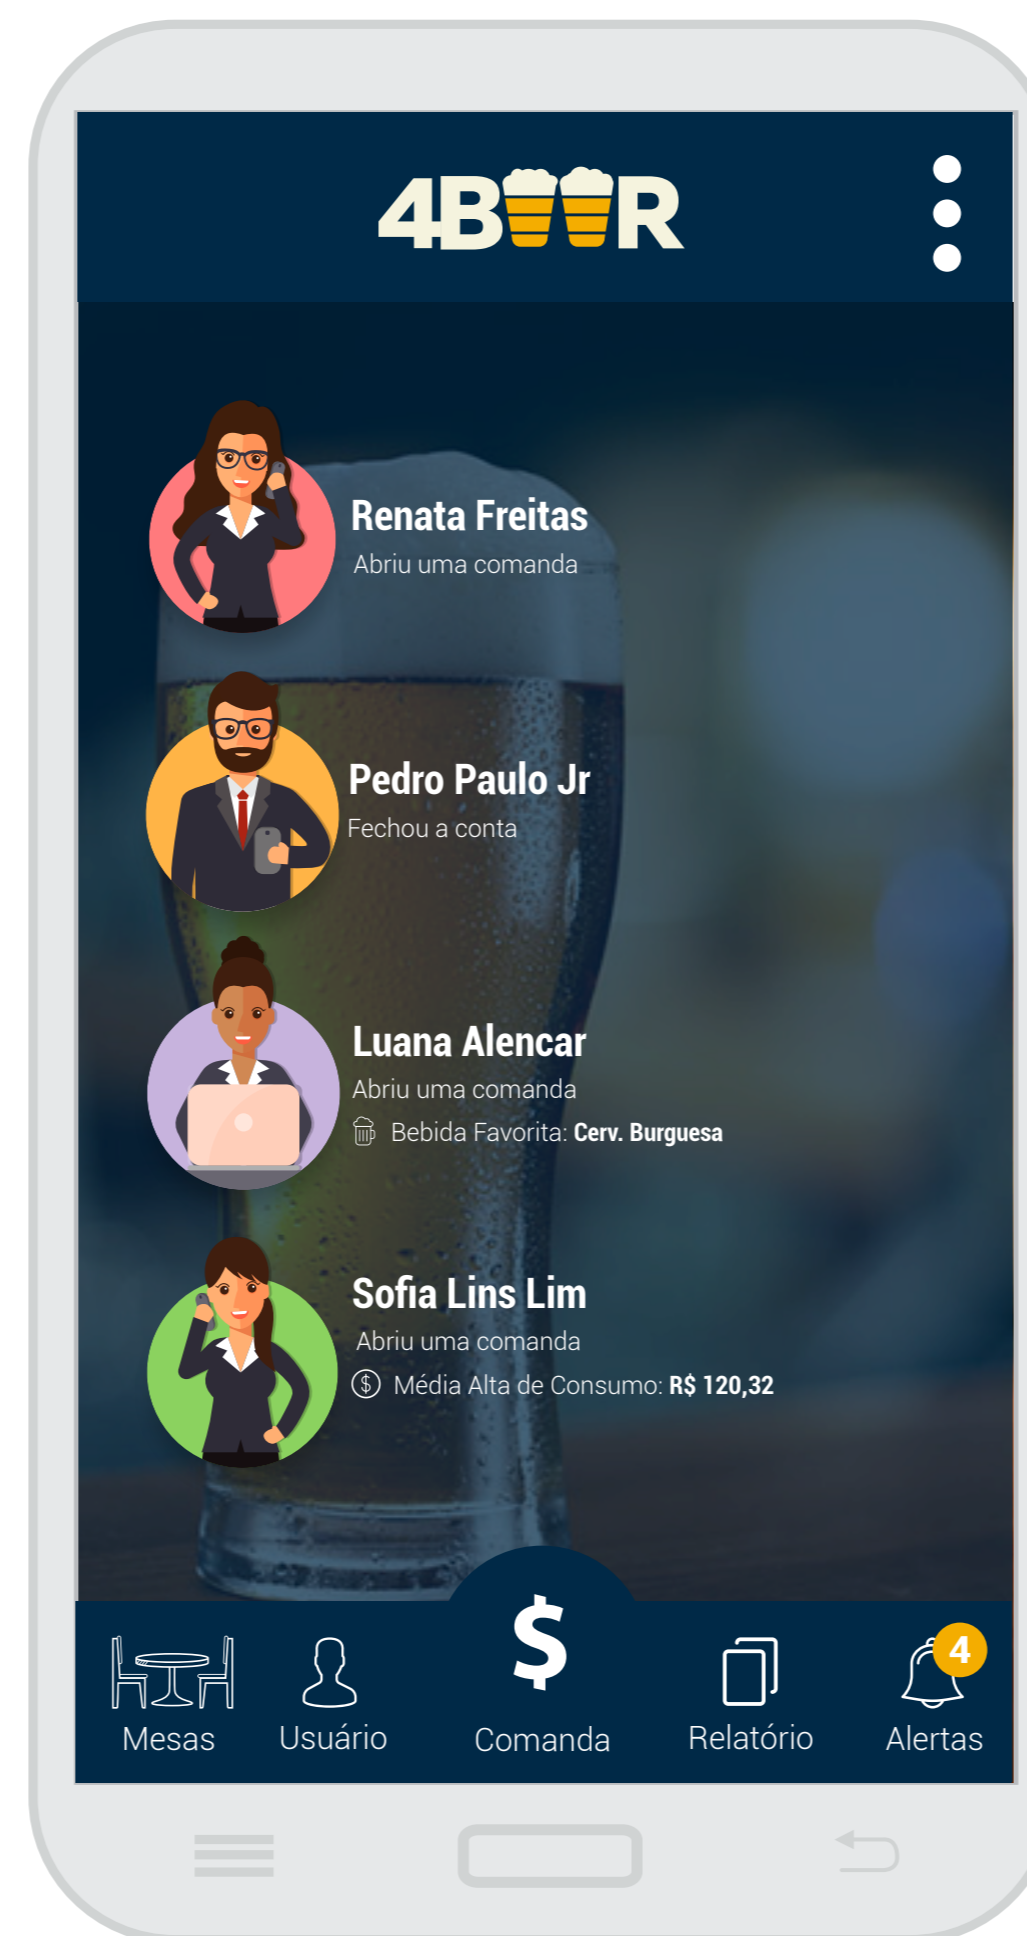 4BEER
Renata Freitas
Abriu uma comanda
Pedro Paulo Jr
Fechou a conta
Luana Alencar
Abriu uma comanda
Bebida Favorita: Cerv. Burguesa
Sofia Lins Lim
Abriu uma comanda
Média Alta de Consumo: R$ 120,32
$
4
Mesas Usuário Comanda Relatório Alertas